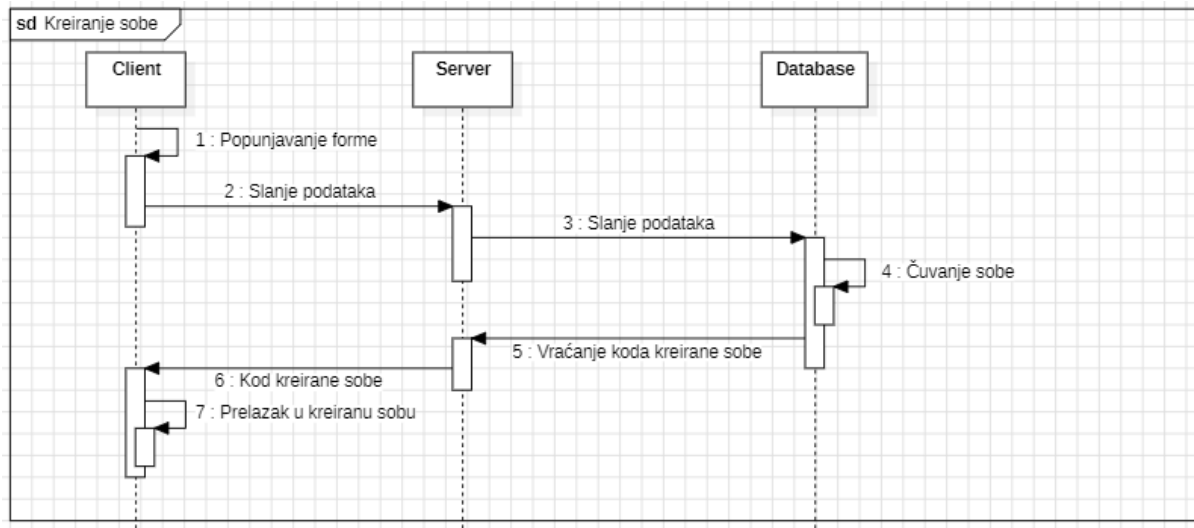 sd Kreiranje sobe
Client
Server
Database
1 : Popunjavanje forme
2 : Slanje podataka
3 : Slanje podataka
4 : Čuvanje sobe
5 : Vraćanje koda kreirane sobe
6 : Kod kreirane sobe
7 : Prelazak u kreiranu sobu